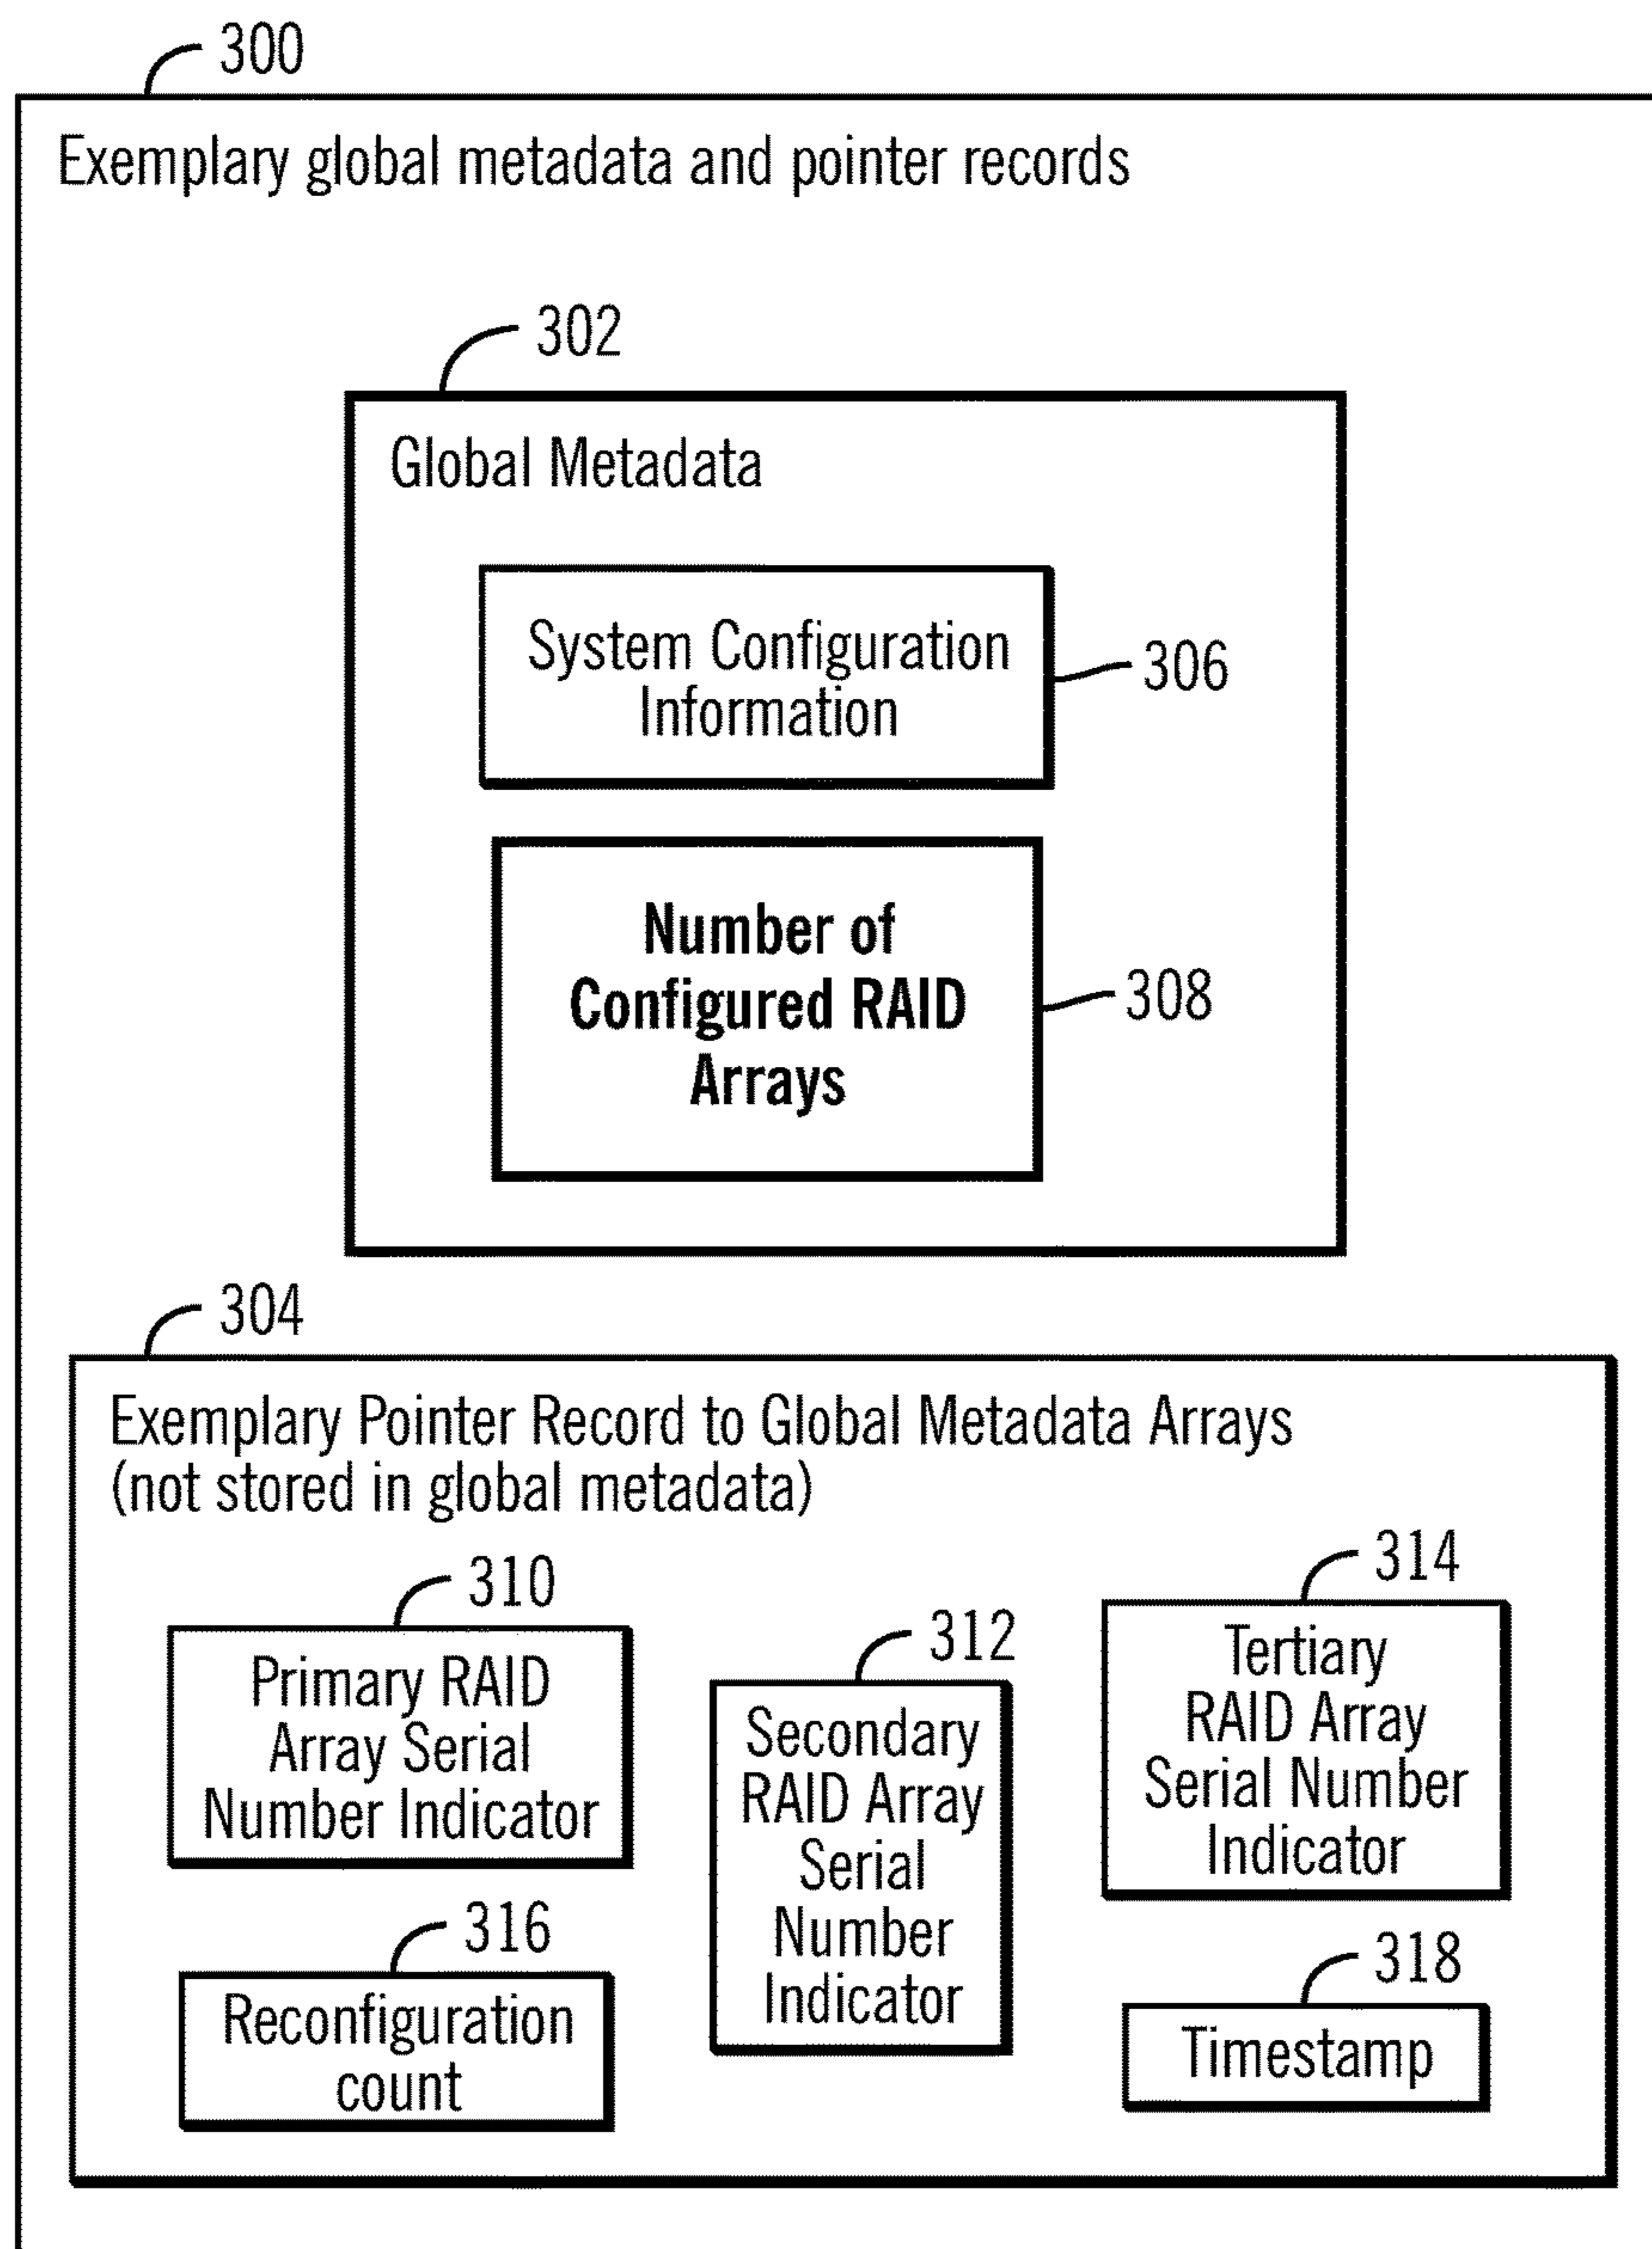 300
Exemplary global metadata and pointer records
302
Global Metadata
System Configuration
Information
306
Number of
Configured RAID
Arrays
308
304
Exemplary Pointer Record to Global Metadata Arrays
(not stored in global metadata)
310
Primary RAID
Array Serial
Number Indicator
312
Secondary
RAID Array
Serial
Number
Indicator
314
Tertiary
RAID Array
Serial Number
Indicator
316
Reconfiguration
count
318
Timestamp